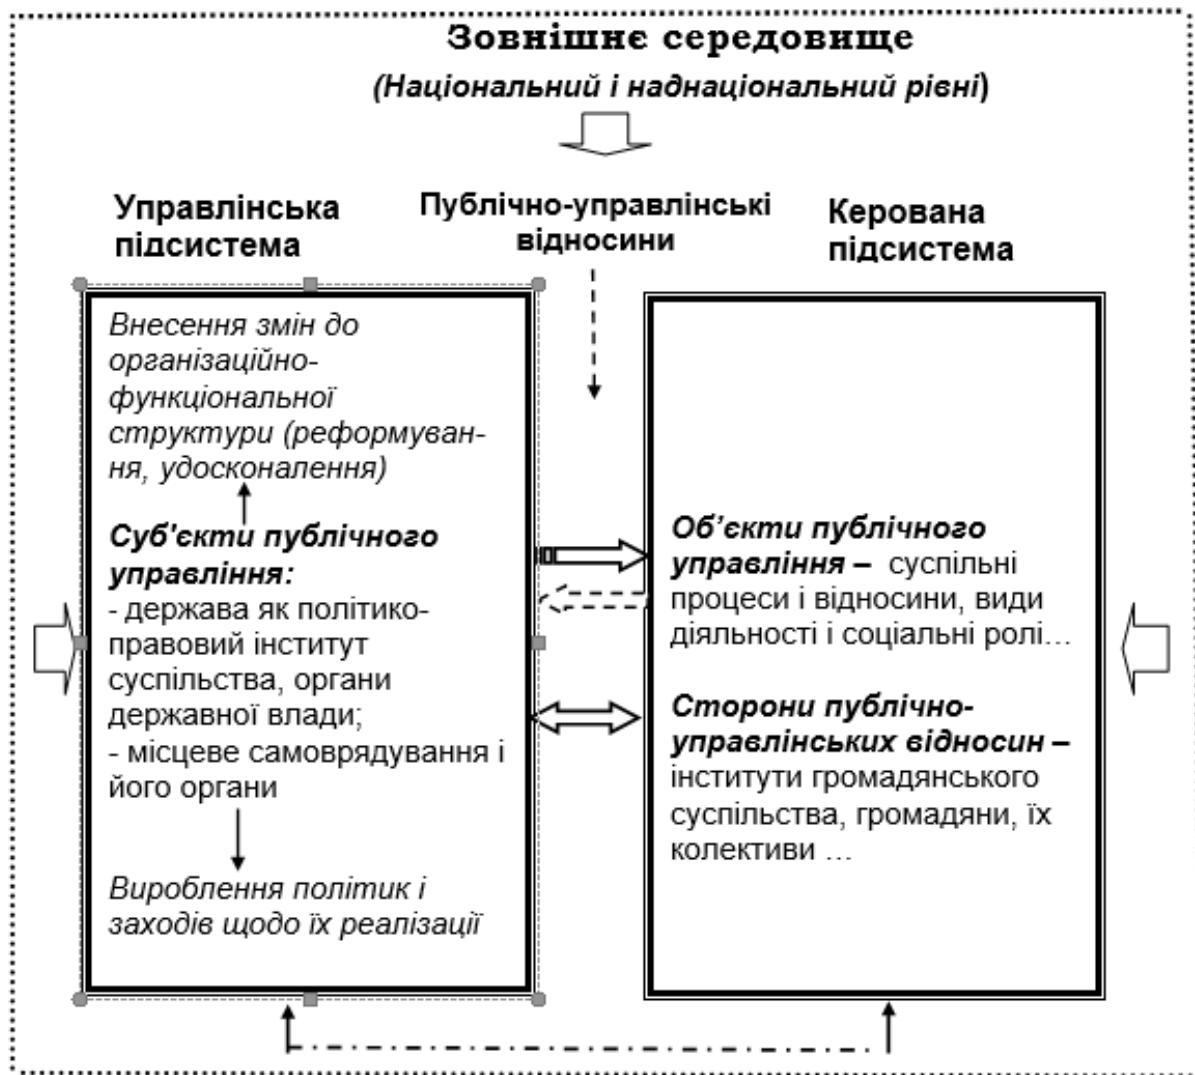 Зовнішнє середовище
(Національний і наднаціональний рівні)
Управлінська
підсистема
Публічно-управлінські
відносини
Керована
підсистема
Внесення змін до
організаційно-
функціональної
структури (реформуван-
ня, удосконалення)
Суб'єкти публічного
управління:
- держава як політико-
правовий інститут
суспільства, органи
державної влади;
- місцеве самоврядування і
його органи
Вироблення політик і
заходів щодо їх реалізації
Об’єкти публічного
управління – суспільні
процеси і відносини, види
діяльності і соціальні ролі…
Сторони публічно-
управлінських відносин –
інститути громадянського
суспільства, громадяни, їх
колективи …